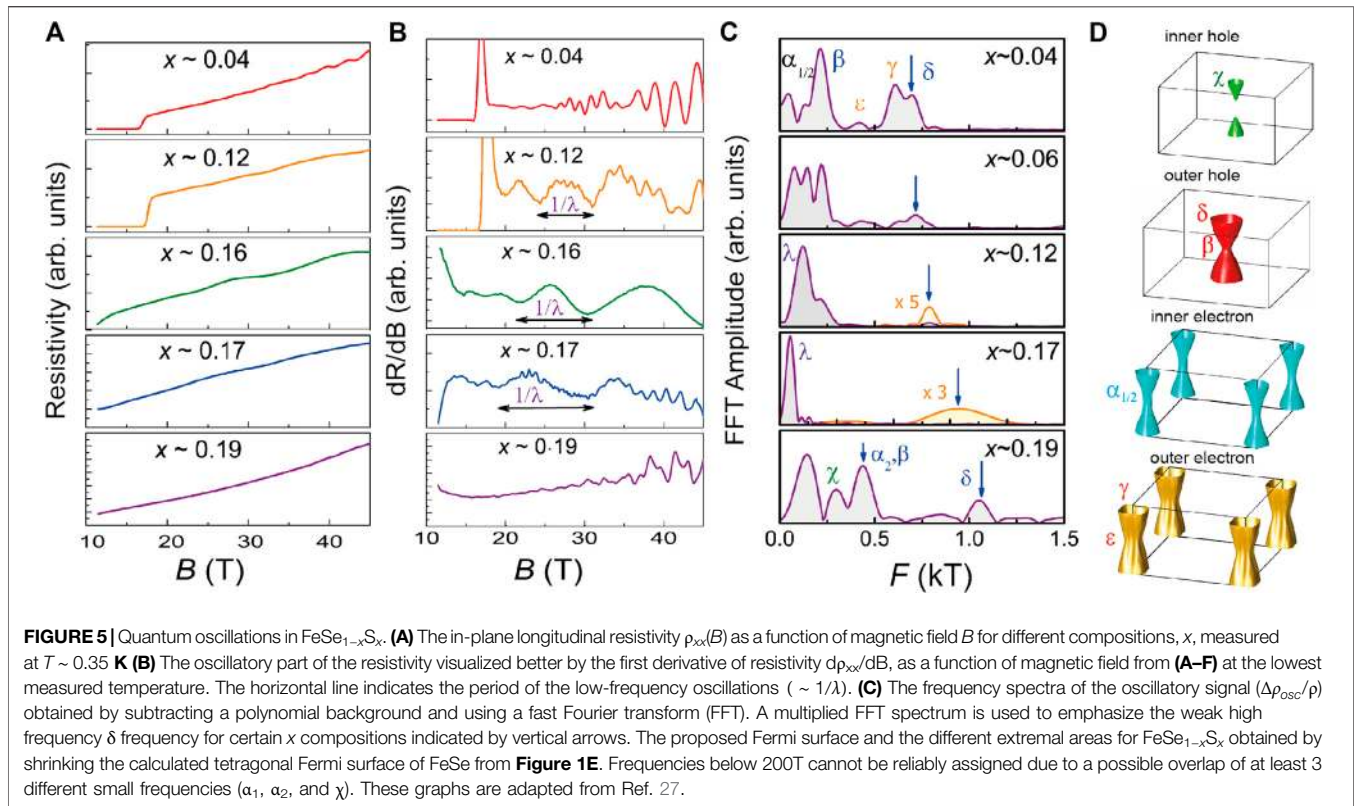 A
x ~ 0.04
x ~ 0.12
x ~ 0.16
x ~ 0.17
x ~ 0.19
Resistivity (arb. units)
10 20 30 40
B (T)
B
x ~ 0.04
x ~ 0.12
1/λ
x ~ 0.16
1/λ
x ~ 0.17
1/λ
x ~ 0·19
dR/dB (arb. units)
10 20 30 40
B (T)
C
α1/2 β ε γ δ x~0.04
x~0.06
λ x 5 x~0.12
λ x 3 x~0.17
χ α2,β δ x~0.19
FFT Amplitude (arb. units)
0.0 0.5 1.0 1.5
F (kT)
D
inner hole
χ
outer hole
δ
β
inner electron
α1/2
outer electron
γ
ε
FIGURE 5 | Quantum oscillations in FeSe1−xSx. (A) The in-plane longitudinal resistivity ρxx(B) as a function of magnetic field B for different compositions, x, measured
at T ~ 0.35 K (B) The oscillatory part of the resistivity visualized better by the first derivative of resistivity dρxx/dB, as a function of magnetic field from (A–F) at the lowest
measured temperature. The horizontal line indicates the period of the low-frequency oscillations ( ~ 1/λ). (C) The frequency spectra of the oscillatory signal (Δρosc/ρ)
obtained by subtracting a polynomial background and using a fast Fourier transform (FFT). A multiplied FFT spectrum is used to emphasize the weak high
frequency δ frequency for certain x compositions indicated by vertical arrows. The proposed Fermi surface and the different extremal areas for FeSe1−xSx obtained by
shrinking the calculated tetragonal Fermi surface of FeSe from Figure 1E. Frequencies below 200T cannot be reliably assigned due to a possible overlap of at least 3
different small frequencies (α1, α2, and χ). These graphs are adapted from Ref. 27.